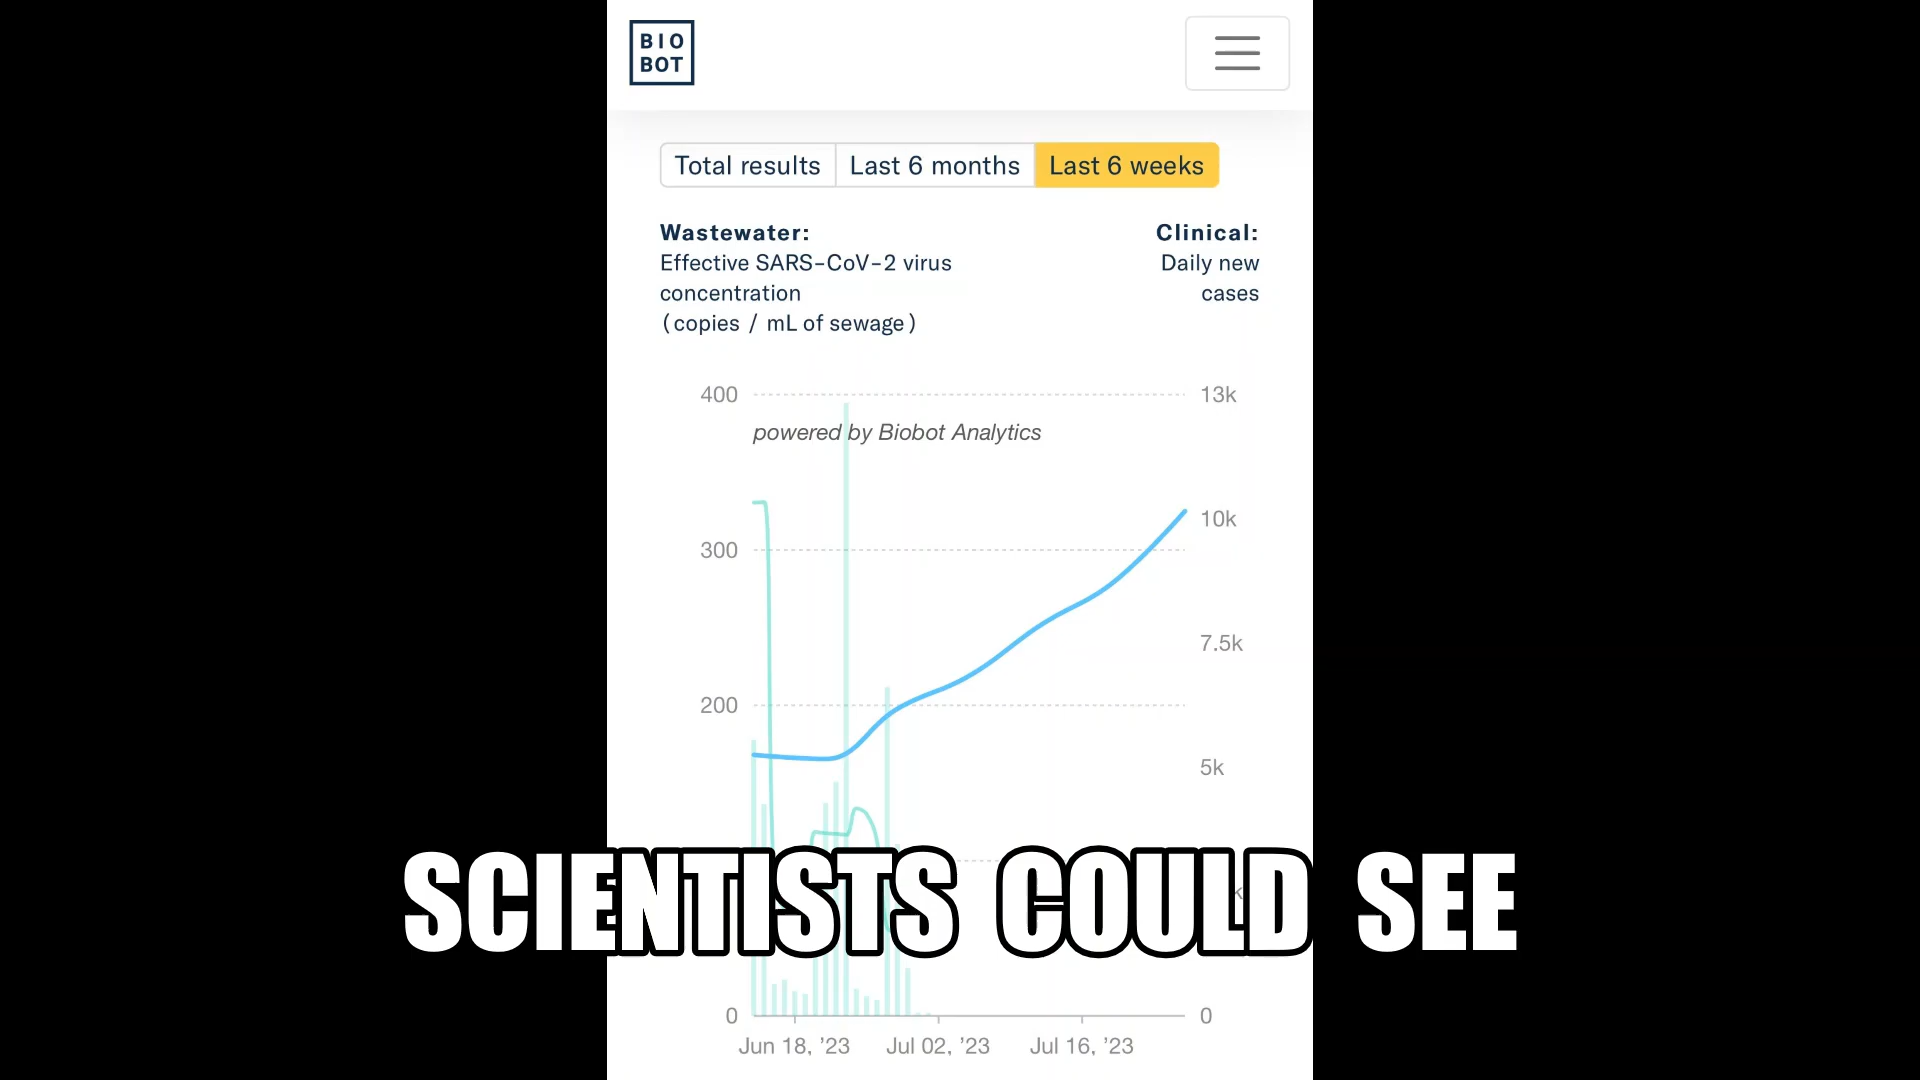 BIO
BOT
Total results Last 6 months Last 6 weeks
Wastewater: Clinical:
Effective SARS-CoV-2 virus Daily new
concentration cases
(copies / mL of sewage)
400 13k
powered by Biobot Analytics
10k
300
7.5k
200
5k
SCIENTISTS COULD SEE
0 0
Jun 18, ’23 Jul 02, ’23 Jul 16, ’23